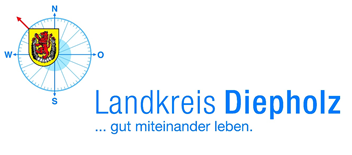 N
W O
S
Landkreis Diepholz
... gut miteinander leben.